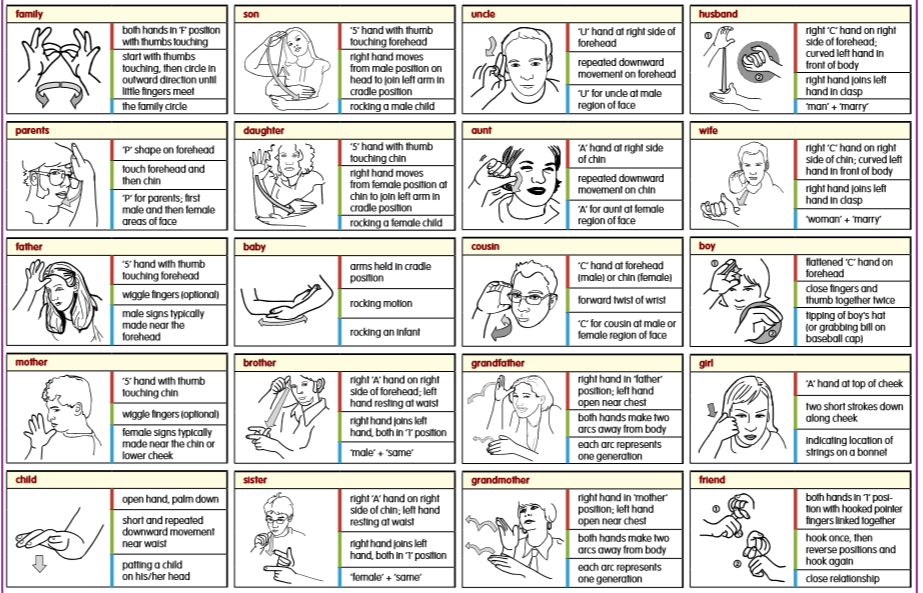 family
both hands in 'F' position
with thumbs touching
start with thumbs
touching, then circle in
outward direction until
little fingers meet
the family circle
son
'5' hand with thumb
touching forehead
right hand moves
from male position on
head to join left arm in
cradle position
rocking a male child
uncle
'U' hand at right side of
forehead
repeated downward
movement on forehead
'U' for uncle at male
region of face
husband
1
2
right 'C' hand on right
side of forehead;
curved left hand in
front of body
right hand joins left
hand in clasp
'man' + 'marry'
parents
'P' shape on forehead
touch forehead and
then chin
'P' for parents; first
male and then female
areas of face
daughter
'5' hand with thumb
touching chin
right hand moves
from female position at
chin to join left arm in
cradle position
rocking a female child
aunt
'A' hand at right side
of chin
repeated downward
movement on chin
'A' for aunt at female
region of face
wife
right 'C' hand on right
side of chin; curved left
hand in front of body
right hand joins left
hand in clasp
'woman' + 'marry'
father
'5' hand with thumb
touching forehead
wiggle fingers (optional)
male signs typically
made near the
forehead
baby
arms held in cradle
position
rocking motion
rocking an infant
cousin
'C' hand at forehead
(male) or chin (female)
forward twist of wrist
'C' for cousin at male or
female region of face
boy
1
2
flattened 'C' hand on
forehead
close fingers and
thumb together twice
tipping of boy's hat
(or grabbing bill on
baseball cap)
mother
'5' hand with thumb
touching chin
wiggle fingers (optional)
female signs typically
made near the chin or
lower cheek
brother
right 'A' hand on right
side of forehead; left
hand resting at waist
right hand joins left
hand, both in '1' position
'male' + 'same'
grandfather
right hand in 'father'
position; left hand
open near chest
both hands make two
arcs away from body
each arc represents
one generation
girl
'A' hand at top of cheek
two short strokes down
along cheek
indicating location of
strings on a bonnet
child
open hand, palm down
short and repeated
downward movement
near waist
patting a child
on his/her head
sister
right 'A' hand on right
side of chin; left hand
resting at waist
right hand joins left
hand, both in '1' position
'female' + 'same'
grandmother
right hand in 'mother'
position; left hand
open near chest
both hands make two
arcs away from body
each arc represents
one generation
friend
1
2
both hands in '1' posi-
tion with hooked pointer
fingers linked together
hook once, then
reverse positions and
hook again
close relationship